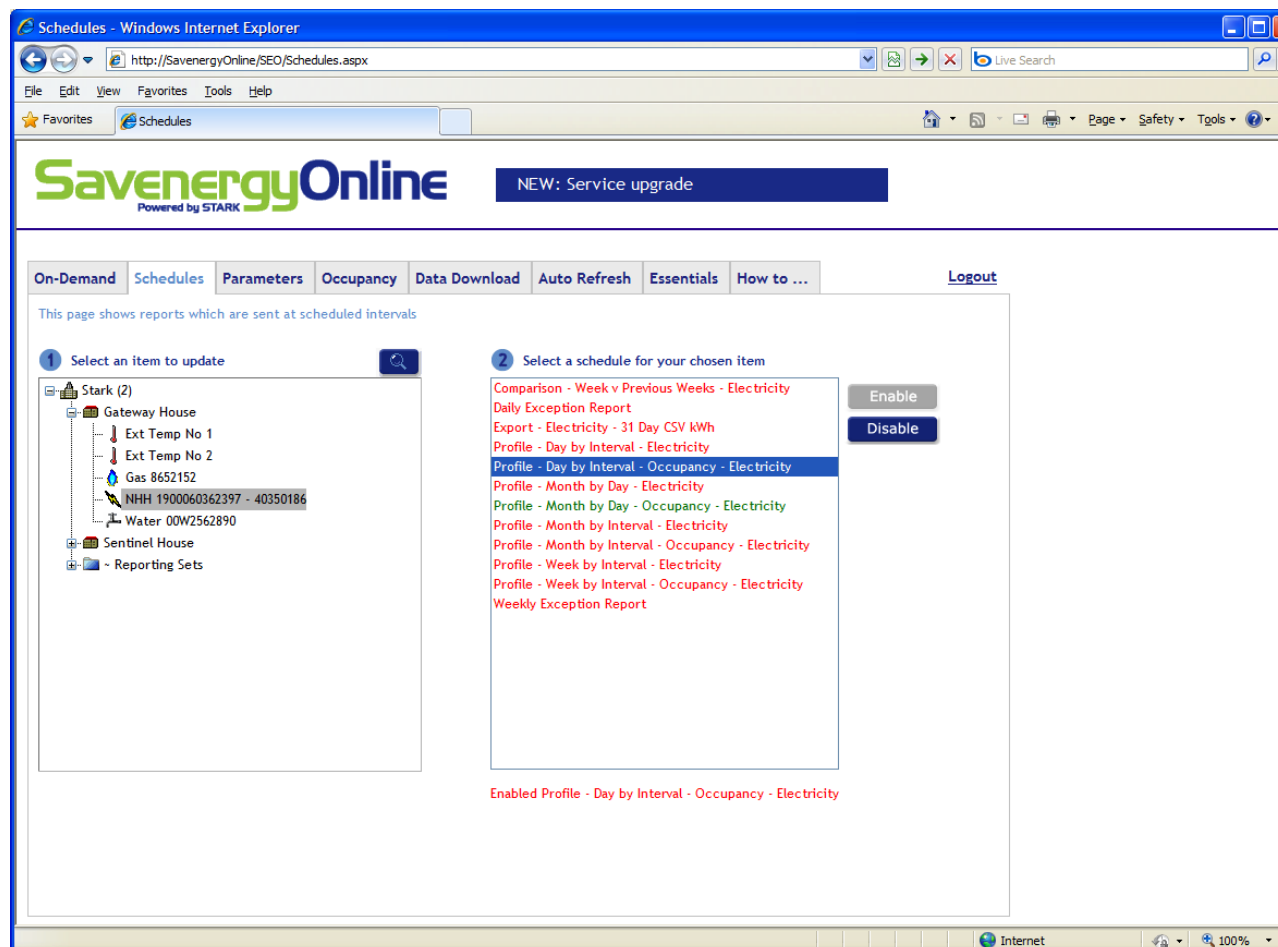 Schedules - Windows Internet Explorer
http://SavenergyOnline/SEO/Schedules.aspx
Live Search
File Edit View Favorites Tools Help
Favorites
Schedules
Page Safety Tools
SavenergyOnline
Powered by STARK
NEW: Service upgrade
On-Demand Schedules Parameters Occupancy Data Download Auto Refresh Essentials How to ... Logout
This page shows reports which are sent at scheduled intervals
1 Select an item to update
Stark (2)
Gateway House
Ext Temp No 1
Ext Temp No 2
Gas 8652152
NHH 1900060362397 - 40350186
Water 00W2562890
Sentinel House
~ Reporting Sets
2 Select a schedule for your chosen item
Comparison - Week v Previous Weeks - Electricity
Daily Exception Report
Export - Electricity - 31 Day CSV kWh
Profile - Day by Interval - Electricity
Profile - Day by Interval - Occupancy - Electricity
Profile - Month by Day - Electricity
Profile - Month by Day - Occupancy - Electricity
Profile - Month by Interval - Electricity
Profile - Month by Interval - Occupancy - Electricity
Profile - Week by Interval - Electricity
Profile - Week by Interval - Occupancy - Electricity
Weekly Exception Report
Enable
Disable
Enabled Profile - Day by Interval - Occupancy - Electricity
Internet
100%